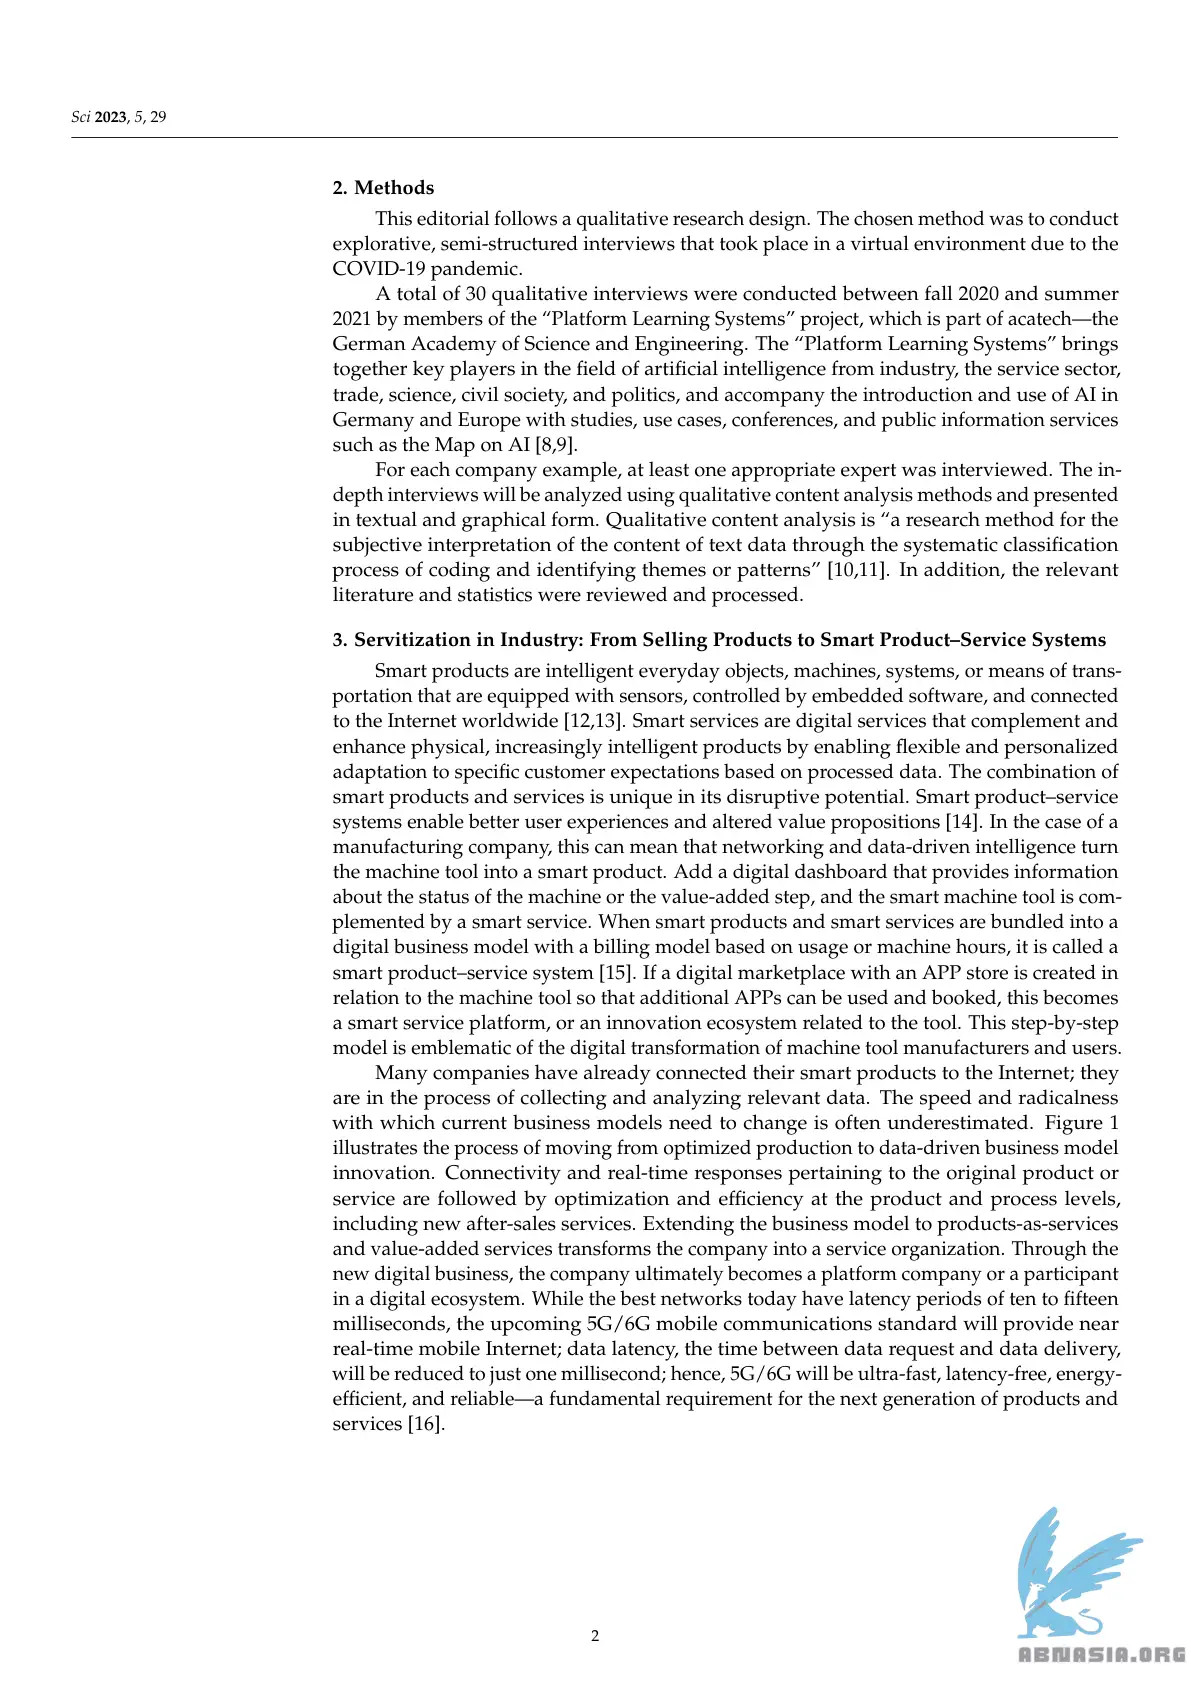 Sci 2023, 5, 29
2. Methods
This editorial follows a qualitative research design. The chosen method was to conduct
explorative, semi-structured interviews that took place in a virtual environment due to the
COVID-19 pandemic.
A total of 30 qualitative interviews were conducted between fall 2020 and summer
2021 by members of the “Platform Learning Systems” project, which is part of acatech—the
German Academy of Science and Engineering. The “Platform Learning Systems” brings
together key players in the field of artificial intelligence from industry, the service sector,
trade, science, civil society, and politics, and accompany the introduction and use of AI in
Germany and Europe with studies, use cases, conferences, and public information services
such as the Map on AI [8,9].
For each company example, at least one appropriate expert was interviewed. The in-
depth interviews will be analyzed using qualitative content analysis methods and presented
in textual and graphical form. Qualitative content analysis is “a research method for the
subjective interpretation of the content of text data through the systematic classification
process of coding and identifying themes or patterns” [10,11]. In addition, the relevant
literature and statistics were reviewed and processed.
3. Servitization in Industry: From Selling Products to Smart Product–Service Systems
Smart products are intelligent everyday objects, machines, systems, or means of trans-
portation that are equipped with sensors, controlled by embedded software, and connected
to the Internet worldwide [12,13]. Smart services are digital services that complement and
enhance physical, increasingly intelligent products by enabling flexible and personalized
adaptation to specific customer expectations based on processed data. The combination of
smart products and services is unique in its disruptive potential. Smart product–service
systems enable better user experiences and altered value propositions [14]. In the case of a
manufacturing company, this can mean that networking and data-driven intelligence turn
the machine tool into a smart product. Add a digital dashboard that provides information
about the status of the machine or the value-added step, and the smart machine tool is com-
plemented by a smart service. When smart products and smart services are bundled into a
digital business model with a billing model based on usage or machine hours, it is called a
smart product–service system [15]. If a digital marketplace with an APP store is created in
relation to the machine tool so that additional APPs can be used and booked, this becomes
a smart service platform, or an innovation ecosystem related to the tool. This step-by-step
model is emblematic of the digital transformation of machine tool manufacturers and users.
Many companies have already connected their smart products to the Internet; they
are in the process of collecting and analyzing relevant data. The speed and radicalness
with which current business models need to change is often underestimated. Figure 1
illustrates the process of moving from optimized production to data-driven business model
innovation. Connectivity and real-time responses pertaining to the original product or
service are followed by optimization and efficiency at the product and process levels,
including new after-sales services. Extending the business model to products-as-services
and value-added services transforms the company into a service organization. Through the
new digital business, the company ultimately becomes a platform company or a participant
in a digital ecosystem. While the best networks today have latency periods of ten to fifteen
milliseconds, the upcoming 5G/6G mobile communications standard will provide near
real-time mobile Internet; data latency, the time between data request and data delivery,
will be reduced to just one millisecond; hence, 5G/6G will be ultra-fast, latency-free, energy-
efficient, and reliable—a fundamental requirement for the next generation of products and
services [16].
2
ABNASIA.ORG